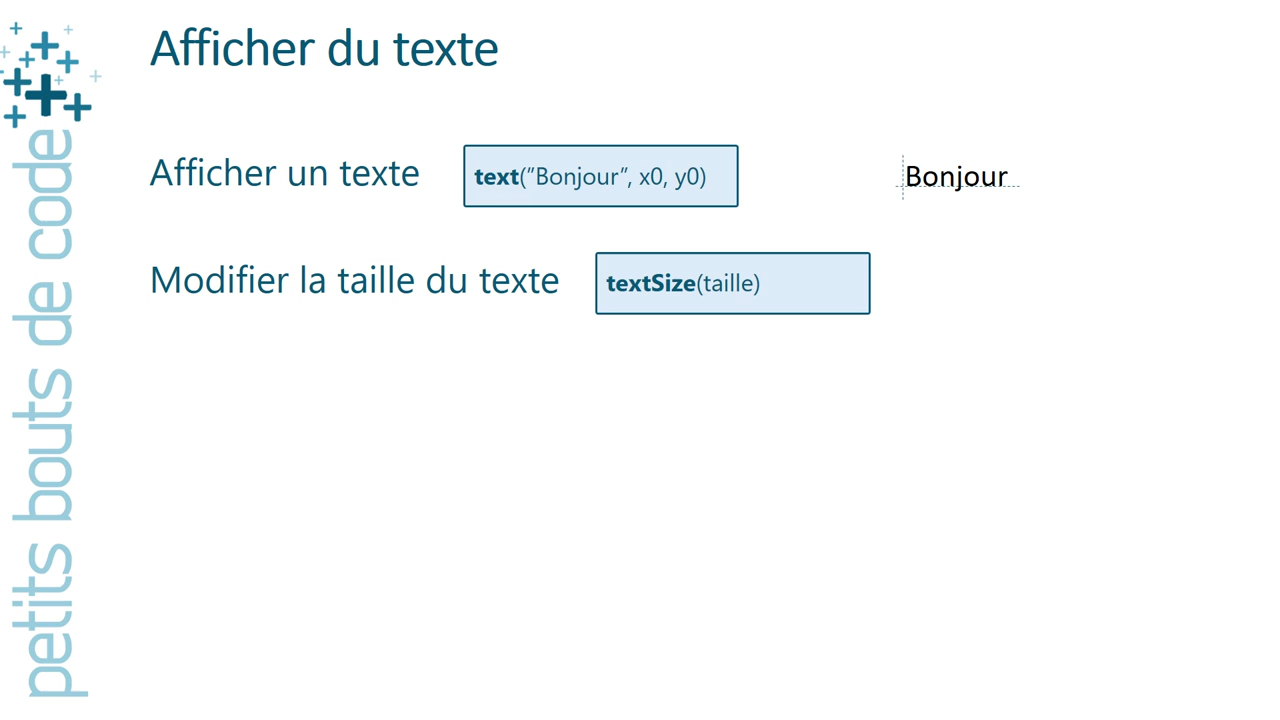 Afficher du texte
Afficher un texte
text(”Bonjour”, x0, y0)
Bonjour
Modifier la taille du texte
textSize(taille)
petits bouts de code